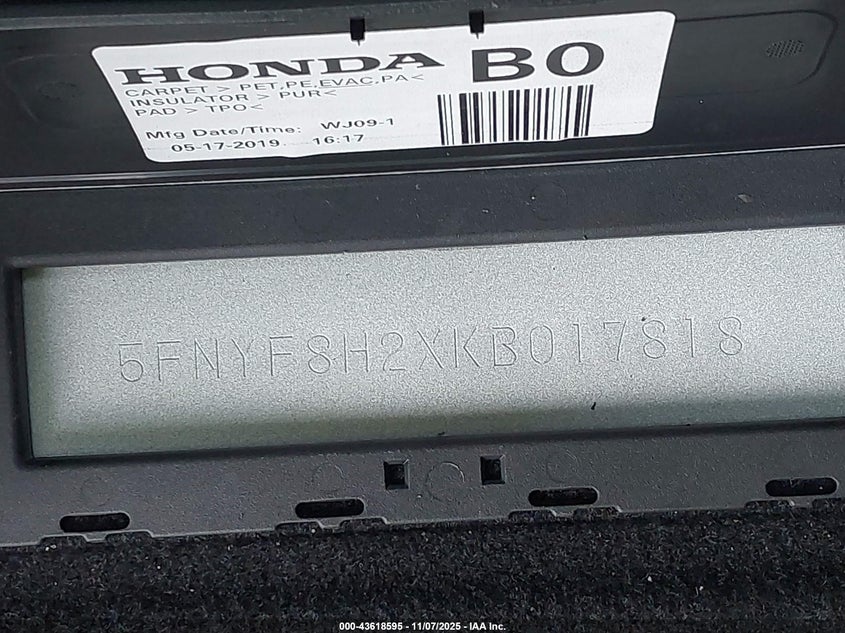 HONDA B0
CARPET > PET,PE,EVAC,PA<
INSULATOR > PUR<
PAD > TPO<
Mfg Date/Time: WJ09-1
05-17-2019 16:17
5FNYF8H2XKB017818
000-43618595 - 11/07/2025 - IAA Inc.